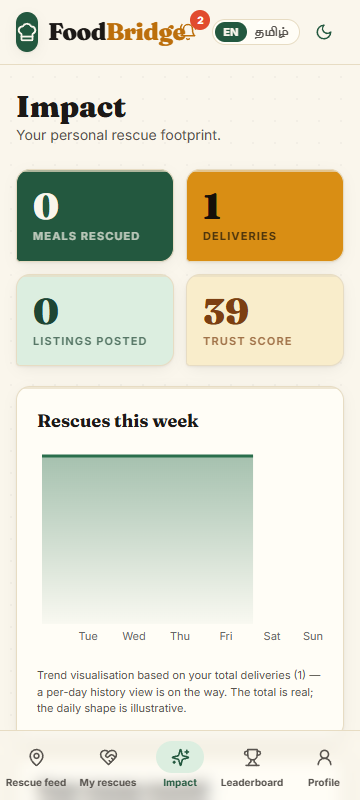 FoodBridge
2
EN
தமிழ்
Impact
Your personal rescue footprint.
0
MEALS RESCUED
1
DELIVERIES
0
LISTINGS POSTED
39
TRUST SCORE
Rescues this week
Tue Wed Thu Fri Sat Sun
Trend visualisation based on your total deliveries (1) —
a per-day history view is on the way. The total is real;
the daily shape is illustrative.
Rescue feed My rescues Impact Leaderboard Profile